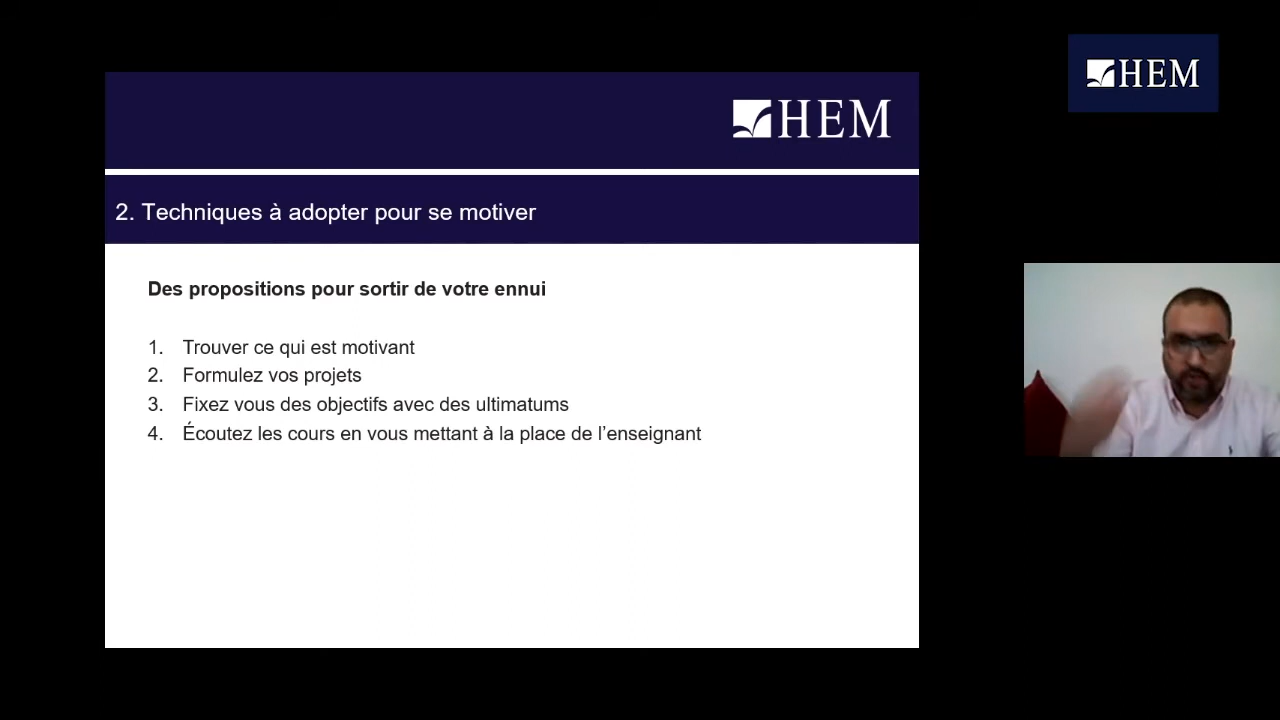 HEM
HEM
2. Techniques à adopter pour se motiver
Des propositions pour sortir de votre ennui
1. Trouver ce qui est motivant
2. Formulez vos projets
3. Fixez vous des objectifs avec des ultimatums
4. Écoutez les cours en vous mettant à la place de l’enseignant